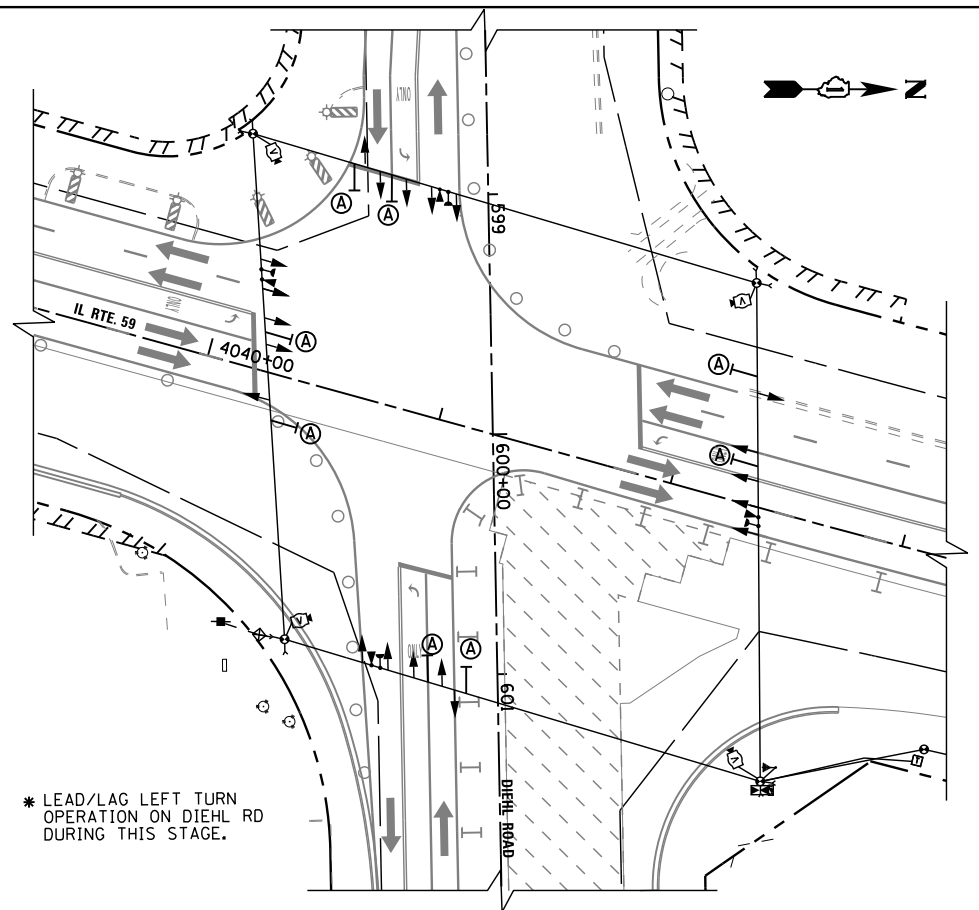 ONLY
N
A
A
599
ONLY
IL RTE. 59
4040+00
A
A
A
A
600+00
ONLY
A
A
601
DIEHL ROAD
* LEAD/LAG LEFT TURN
OPERATION ON DIEHL RD
DURING THIS STAGE.